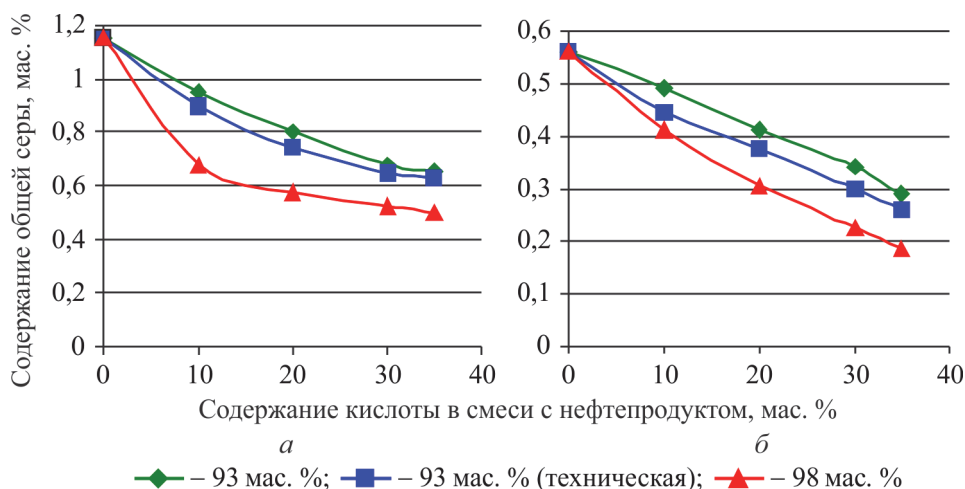 Содержание общей серы, мас. %
1,2
1
0,8
0,6
0,4
0,2
0
0 10 20 30 40
а
0,6
0,5
0,4
0,3
0,2
0,1
0
0 10 20 30 40
б
Содержание кислоты в смеси с нефтепродуктом, мас. %
– 93 мас. %; – 93 мас. % (техническая); – 98 мас. %